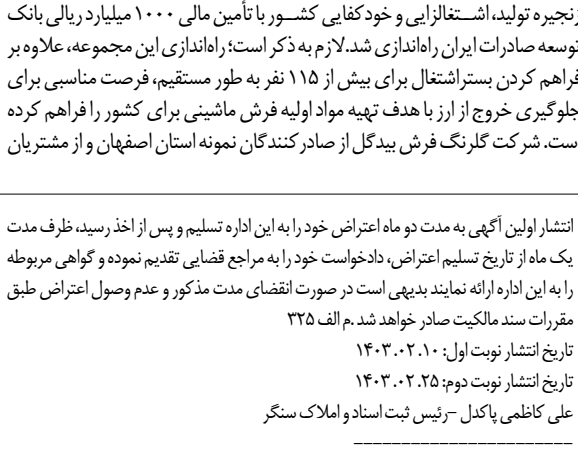 زنجیره تولید، اشتغالزایی و خودکفایی کشور با تأمین مالی ۱۰۰۰ میلیارد ریالی بانک
توسعه صادرات ایران راه‌اندازی شد.لازم به ذکر است؛ راه‌اندازی این مجموعه، علاوه بر
فراهم کردن بستراشتغال برای بیش از ۱۱۵ نفر به طور مستقیم، فرصت مناسبی برای
جلوگیری خروج از ارز با هدف تهیه مواد اولیه فرش ماشینی برای کشور را فراهم کرده
است. شرکت گلرنگ فرش بیدگل از صادرکنندگان نمونه استان اصفهان و از مشتریان
انتشار اولین آگهی به مدت دو ماه اعتراض خود را به این اداره تسلیم و پس از اخذ رسید، ظرف مدت
یک ماه از تاریخ تسلیم اعتراض، دادخواست خود را به مراجع قضایی تقدیم نموده و گواهی مربوطه
را به این اداره ارائه نمایند بدیهی است در صورت انقضای مدت مذکور و عدم وصول اعتراض طبق
مقررات سند مالکیت صادر خواهد شد .م الف ۳۲۵
تاریخ انتشار نوبت اول: ۱۴۰۳.۰۲.۱۰
تاریخ انتشار نوبت دوم: ۱۴۰۳.۰۲.۲۵
علی کاظمی پاکدل –رئیس ثبت اسناد و املاک سنگر